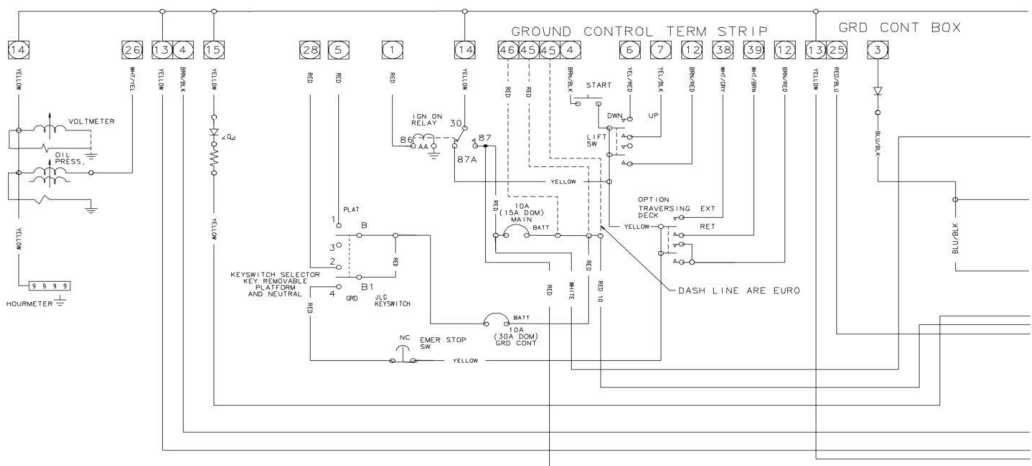 GROUND CONTROL TERM STRIP
GRD CONT BOX
14
26
13
4
15
28
5
1
14
46
45
45
4
6
7
12
38
39
12
13
25
3
YELLOW
WHT/YEL
YELLOW
BRN/BLK
YELLOW
RED
RED
RED
YELLOW
RED
RED
BRN/BLK
YEL/RED
YEL/BLK
BRN/RED
WHT/GRY
WHT/BRN
BRN/RED
YELLOW
RED/BLU
START
VOLTMETER
OIL
PRESS.
IGN ON
RELAY
86
AA
30
87
87A
DWN
UP
LIFT
SW
BLU/BLK
YELLOW
YELLOW
YELLOW
RED
OPTION
TRAVERSING
DECK
EXT
RET
YELLOW
10A
(15A DOM)
MAIN
BATT
PLAT
1
B
3
2
RED
RED
BLU/BLK
KEYSWITCH SELECTOR
KEY REMOVABLE
PLATFORM
AND NEUTRAL
B1
4
GRD
JLG
KEYSWITCH
RED
WHITE
RED 10
DASH LINE ARE EURO
9 9 9 9
HOURMETER
RED
NC
EMER STOP
SW
YELLOW
BATT
10A
(30A DOM)
GRD CONT